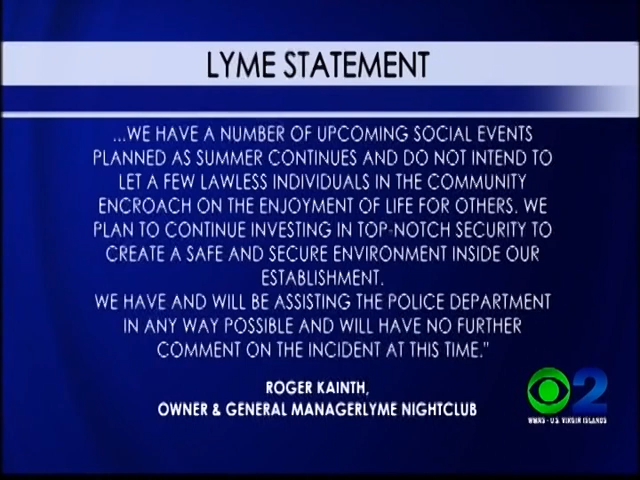 LYME STATEMENT
...WE HAVE A NUMBER OF UPCOMING SOCIAL EVENTS
PLANNED AS SUMMER CONTINUES AND DO NOT INTEND TO
LET A FEW LAWLESS INDIVIDUALS IN THE COMMUNITY
ENCROACH ON THE ENJOYMENT OF LIFE FOR OTHERS. WE
PLAN TO CONTINUE INVESTING IN TOP-NOTCH SECURITY TO
CREATE A SAFE AND SECURE ENVIRONMENT INSIDE OUR
ESTABLISHMENT.
WE HAVE AND WILL BE ASSISTING THE POLICE DEPARTMENT
IN ANY WAY POSSIBLE AND WILL HAVE NO FURTHER
COMMENT ON THE INCIDENT AT THIS TIME."
ROGER KAINTH,
OWNER & GENERAL MANAGERLYME NIGHTCLUB
2
WMNS - U.S. VIRGIN ISLANDS